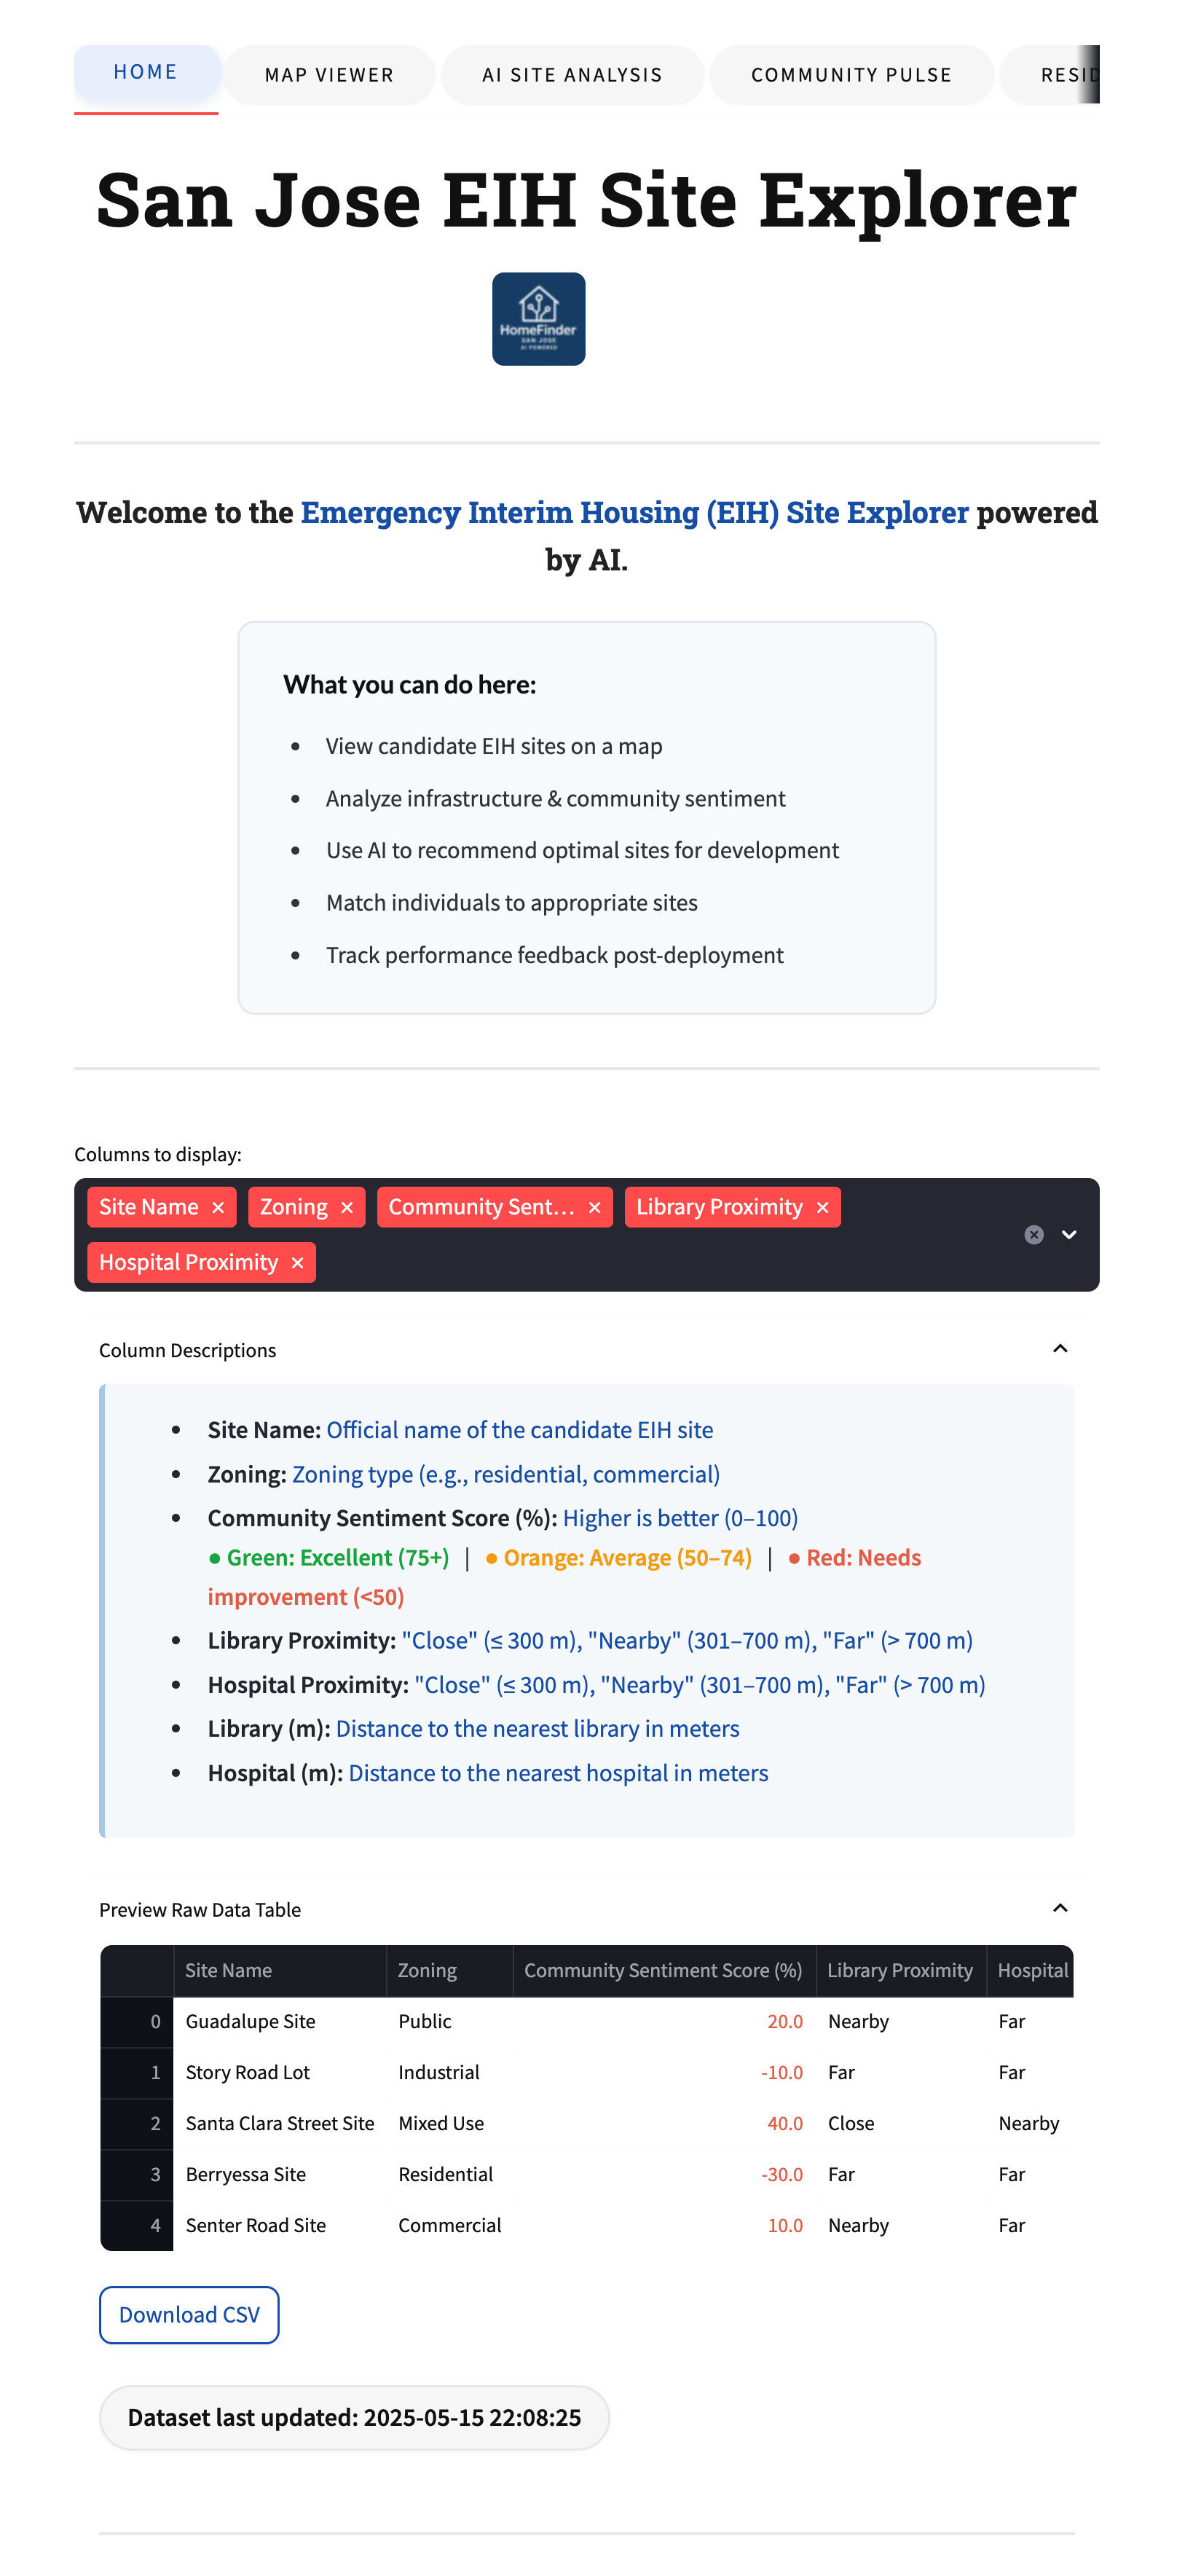 HOME
MAP VIEWER
AI SITE ANALYSIS
COMMUNITY PULSE
RESID
San Jose EIH Site Explorer
HomeFinder
SAN JOSE
AI POWERED
Welcome to the Emergency Interim Housing (EIH) Site Explorer powered
by AI.
What you can do here:
• View candidate EIH sites on a map
• Analyze infrastructure & community sentiment
• Use AI to recommend optimal sites for development
• Match individuals to appropriate sites
• Track performance feedback post-deployment
Columns to display:
Site Name × Zoning × Community Sent... × Library Proximity ×
Hospital Proximity ×
Column Descriptions
• Site Name: Official name of the candidate EIH site
• Zoning: Zoning type (e.g., residential, commercial)
• Community Sentiment Score (%): Higher is better (0–100)
● Green: Excellent (75+) | ● Orange: Average (50–74) | ● Red: Needs
improvement (<50)
• Library Proximity: "Close" (≤ 300 m), "Nearby" (301–700 m), "Far" (> 700 m)
• Hospital Proximity: "Close" (≤ 300 m), "Nearby" (301–700 m), "Far" (> 700 m)
• Library (m): Distance to the nearest library in meters
• Hospital (m): Distance to the nearest hospital in meters
Preview Raw Data Table
Site Name Zoning Community Sentiment Score (%) Library Proximity Hospital
0 Guadalupe Site Public 20.0 Nearby Far
1 Story Road Lot Industrial -10.0 Far Far
2 Santa Clara Street Site Mixed Use 40.0 Close Nearby
3 Berryessa Site Residential -30.0 Far Far
4 Senter Road Site Commercial 10.0 Nearby Far
Download CSV
Dataset last updated: 2025-05-15 22:08:25